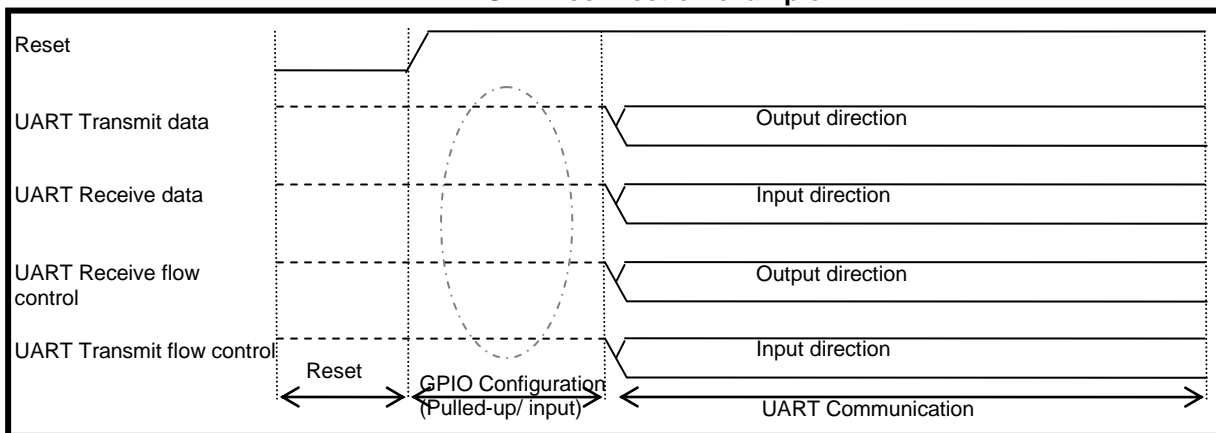 Reset
UART Transmit data
Output direction
UART Receive data
Input direction
UART Receive flow
control
Output direction
UART Transmit flow control
Input direction
Reset
GPIO Configuration
(Pulled-up/ input)
UART Communication